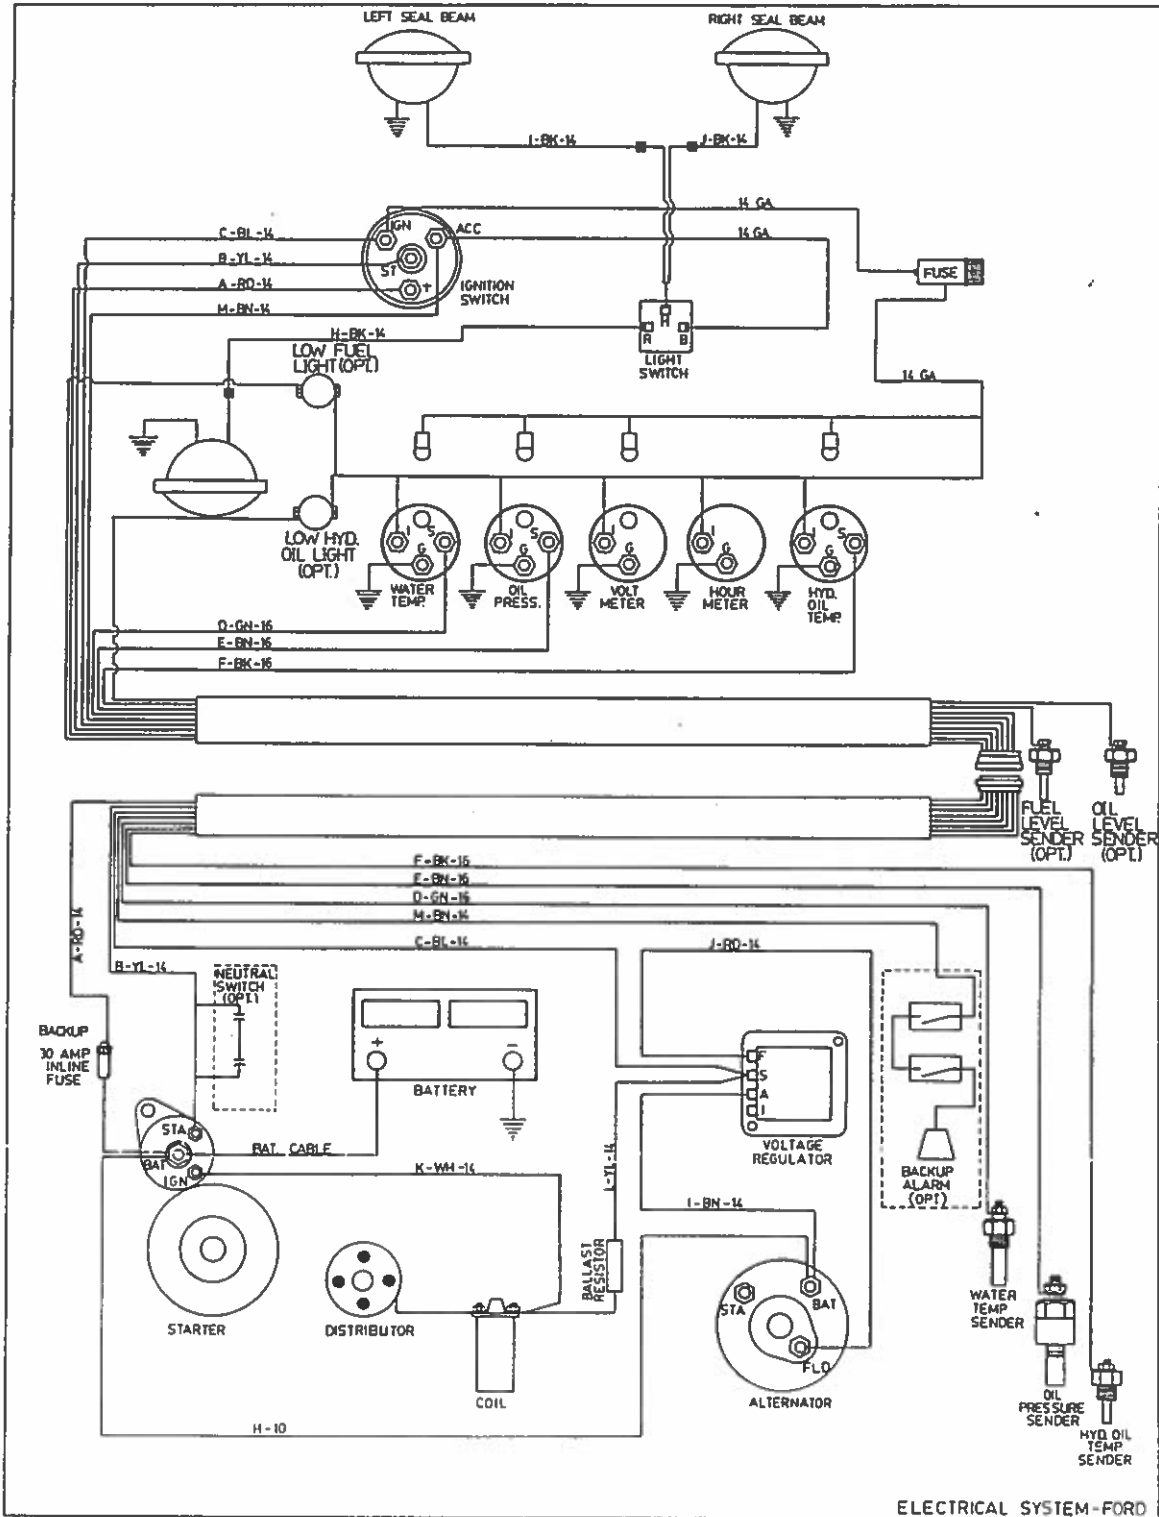 LEFT SEAL BEAM
RIGHT SEAL BEAM
I-BK-14
J-BK-14
14 GA.
IGN
ACC
C-BL-14
14 GA.
B-YL-14
ST
A-RD-14
+
IGNITION
SWITCH
FUSE
M-BN-14
H
R
B
H-BK-14
LIGHT
SWITCH
LOW FUEL
LIGHT (OPT.)
14 GA
LOW HYD.
OIL LIGHT
(OPT.)
I
S
G
WATER
TEMP.
I
S
G
OIL
PRESS.
I
G
VOLT
METER
I
G
HOUR
METER
I
S
G
HYD.
OIL
TEMP.
D-GN-16
E-BN-16
F-BK-16
FUEL
LEVEL
SENDER
(OPT.)
OIL
LEVEL
SENDER
(OPT.)
F-BK-16
E-BN-16
D-GN-16
M-BN-14
C-BL-14
J-RD-14
A-RD-14
B-YL-14
NEUTRAL
SWITCH
(OPT.)
BACKUP
30 AMP
INLINE
FUSE
+
-
BATTERY
F
S
A
I
VOLTAGE
REGULATOR
BACKUP
ALARM
(OPT)
STA
BAT
IGN
BAT. CABLE
K-WH-14
L-YL-14
I-BN-14
BALLAST
RESISTOR
STARTER
DISTRIBUTOR
COIL
STA
BAT
FLD
ALTERNATOR
WATER
TEMP
SENDER
OIL
PRESSURE
SENDER
HYD. OIL
TEMP
SENDER
H-10
ELECTRICAL SYSTEM-FORD